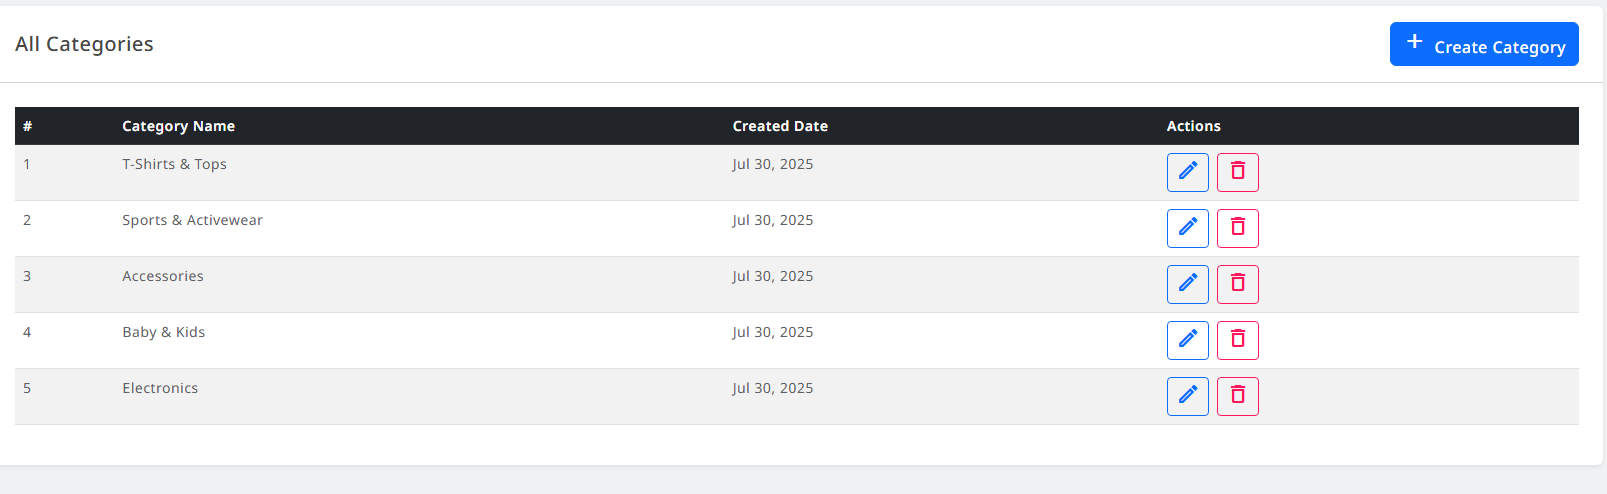 All Categories
+ Create Category
# Category Name Created Date Actions
1 T-Shirts & Tops Jul 30, 2025
2 Sports & Activewear Jul 30, 2025
3 Accessories Jul 30, 2025
4 Baby & Kids Jul 30, 2025
5 Electronics Jul 30, 2025